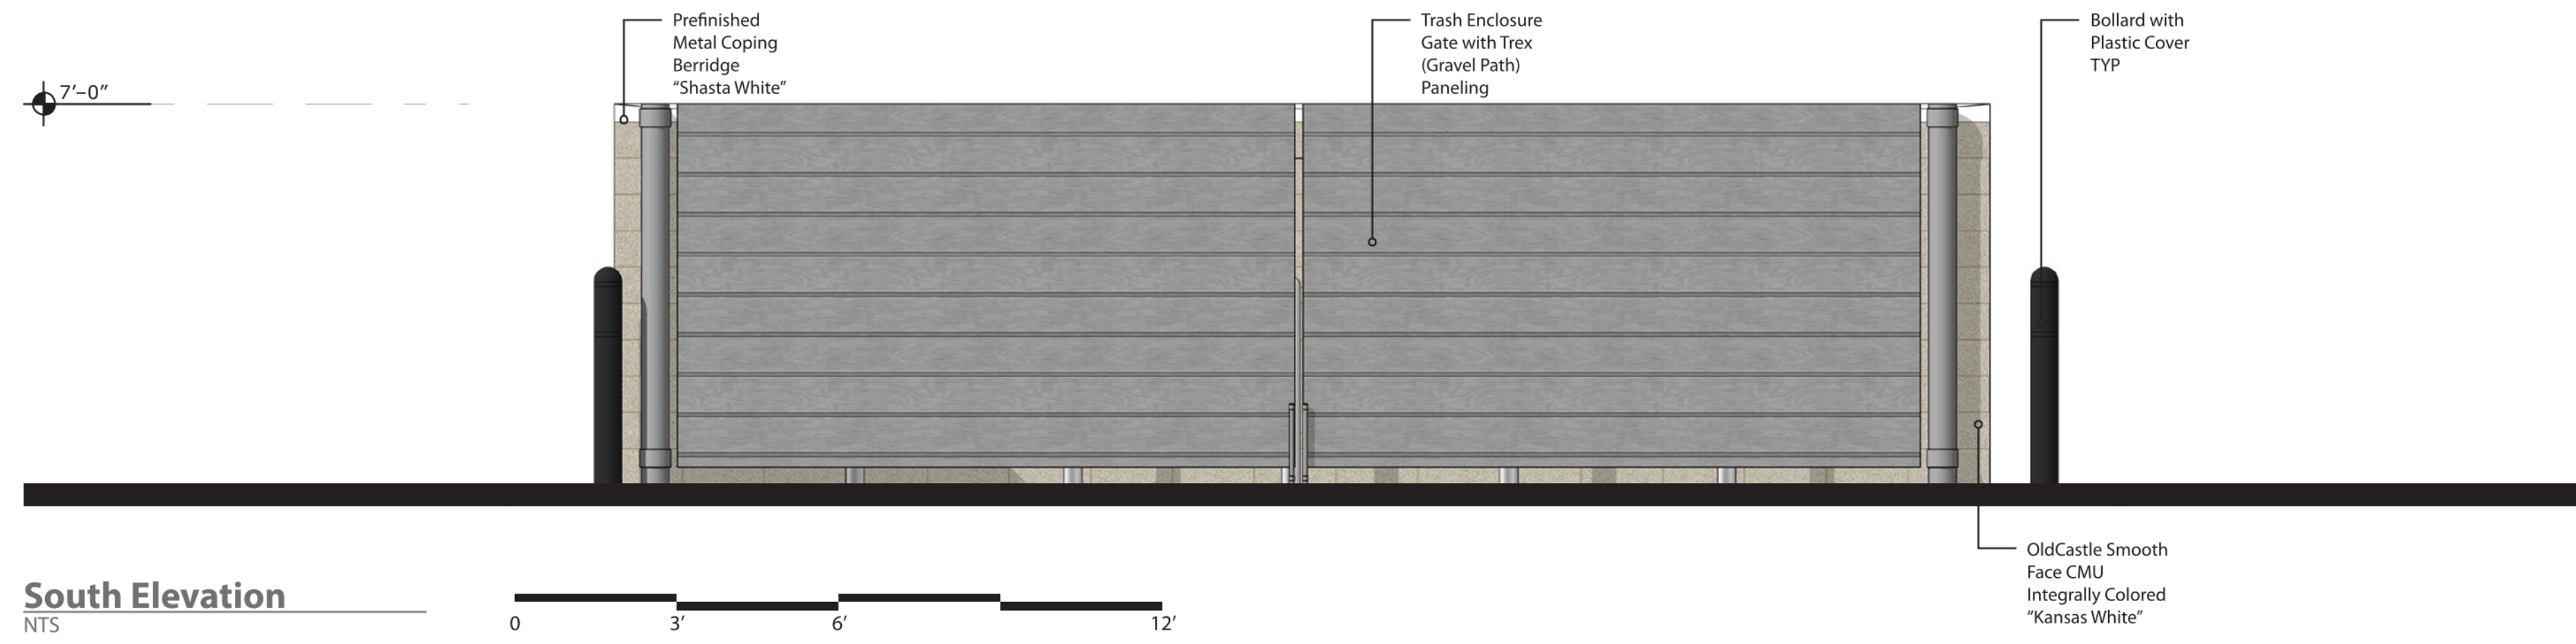 Prefinished
Metal Coping
Berridge
“Shasta White”
Trash Enclosure
Gate with Trex
(Gravel Path)
Paneling
Bollard with
Plastic Cover
TYP
7’–0”
OldCastle Smooth
Face CMU
Integrally Colored
“Kansas White”
South Elevation
NTS
0 3’ 6’ 12’